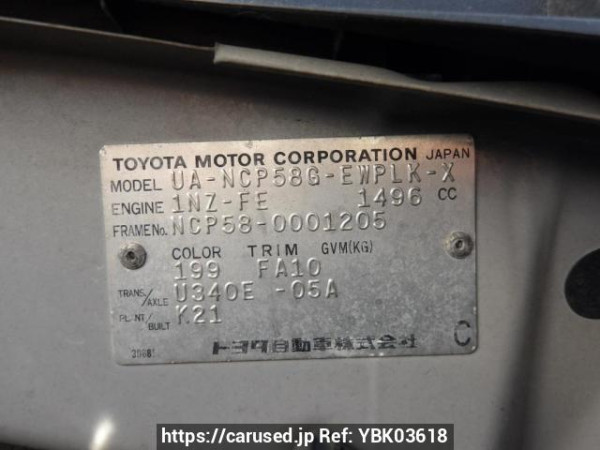 TOYOTA MOTOR CORPORATION JAPAN
MODEL UA-NCP58G-EWPLK-X
ENGINE 1NZ-FE 1496 CC
FRAME No. NCP58-0001205
COLOR TRIM GVM(KG)
199 FA10
TRANS/AXLE U340E -05A
PLNT/BUILT K21
トヨタ自動車株式会社 C
https://carused.jp Ref: YBK03618